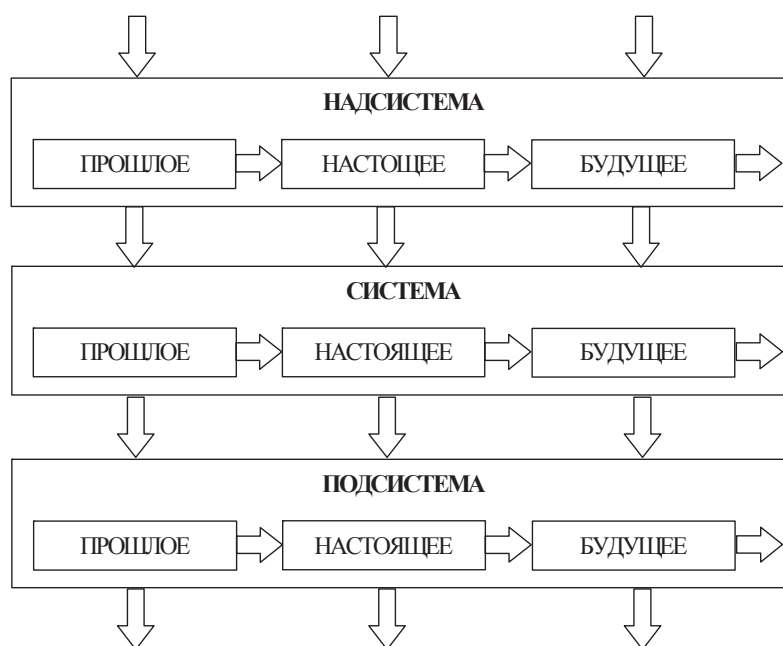 НАДСИСТЕМА
ПРОШЛОЕ НАСТОЩЕЕ БУДУЩЕЕ
СИСТЕМА
ПРОШЛОЕ НАСТОЯЩЕЕ БУДУЩЕЕ
ПОДСИСТЕМА
ПРОШЛОЕ НАСТОЯЩЕЕ БУДУЩЕЕ